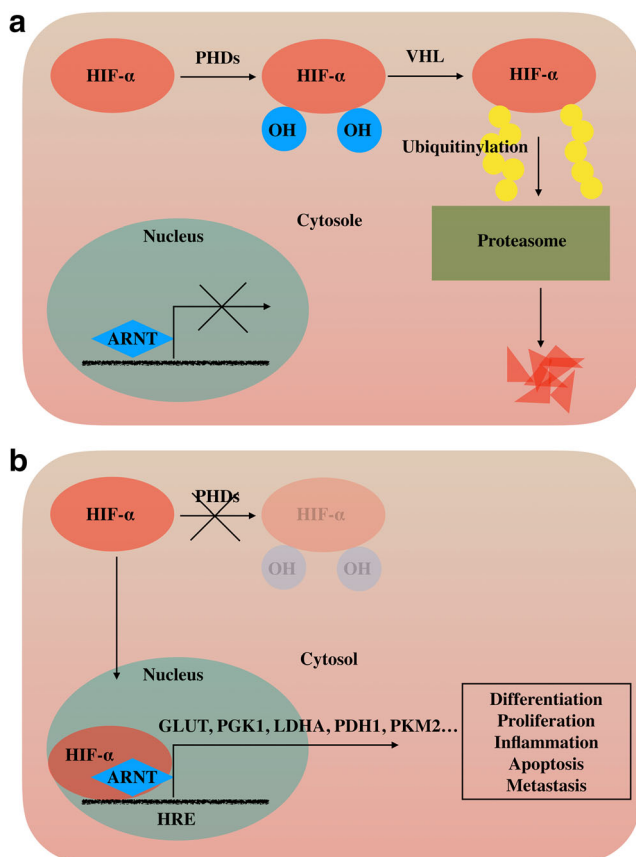 a
HIF-α
PHDs
HIF-α
VHL
HIF-α
OH
OH
Ubiquitinylation
Cytosole
Nucleus
Proteasome
ARNT
b
HIF-α
PHDs
HIF-α
OH
OH
Cytosol
Nucleus
GLUT, PGK1, LDHA, PDH1, PKM2...
HIF-α
ARNT
HRE
Differentiation
Proliferation
Inflammation
Apoptosis
Metastasis